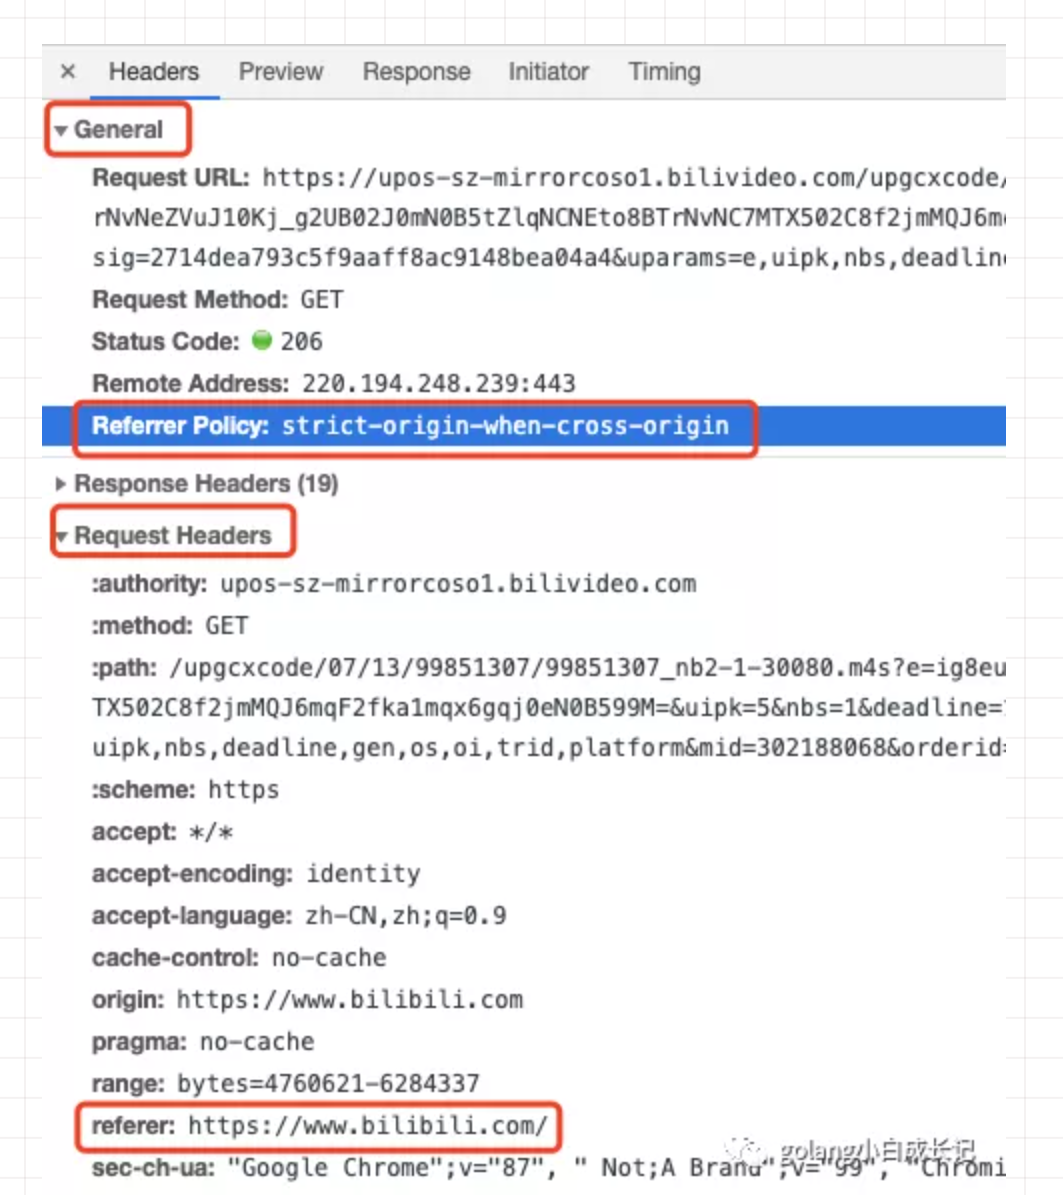 × Headers Preview Response Initiator Timing
▼ General
Request URL: https://upos-sz-mirrorcoso1.bilivideo.com/upgcxcode/
rNvNeZVuJ10Kj_g2UB02J0mN0B5tZlqNCNEto8BTrNvNC7MTX502C8f2jmMQJ6m
sig=2714dea793c5f9aaff8ac9148bea04a4&uparams=e,uipk,nbs,deadlin
Request Method: GET
Status Code: 206
Remote Address: 220.194.248.239:443
Referrer Policy: strict-origin-when-cross-origin
▶ Response Headers (19)
▼ Request Headers
:authority: upos-sz-mirrorcoso1.bilivideo.com
:method: GET
:path: /upgcxcode/07/13/99851307/99851307_nb2-1-30080.m4s?e=ig8eu
TX502C8f2jmMQJ6mqF2fka1mqx6gqj0eN0B599M=&uipk=5&nbs=1&deadline=
uipk,nbs,deadline,gen,os,oi,trid,platform&mid=302188068&orderid=
:scheme: https
accept: */*
accept-encoding: identity
accept-language: zh-CN,zh;q=0.9
cache-control: no-cache
origin: https://www.bilibili.com
pragma: no-cache
range: bytes=4760621-6284337
referer: https://www.bilibili.com/
golang小白成长记
sec-ch-ua: "Google Chrome";v="87", " Not;A Brand";v="99", "Chromi